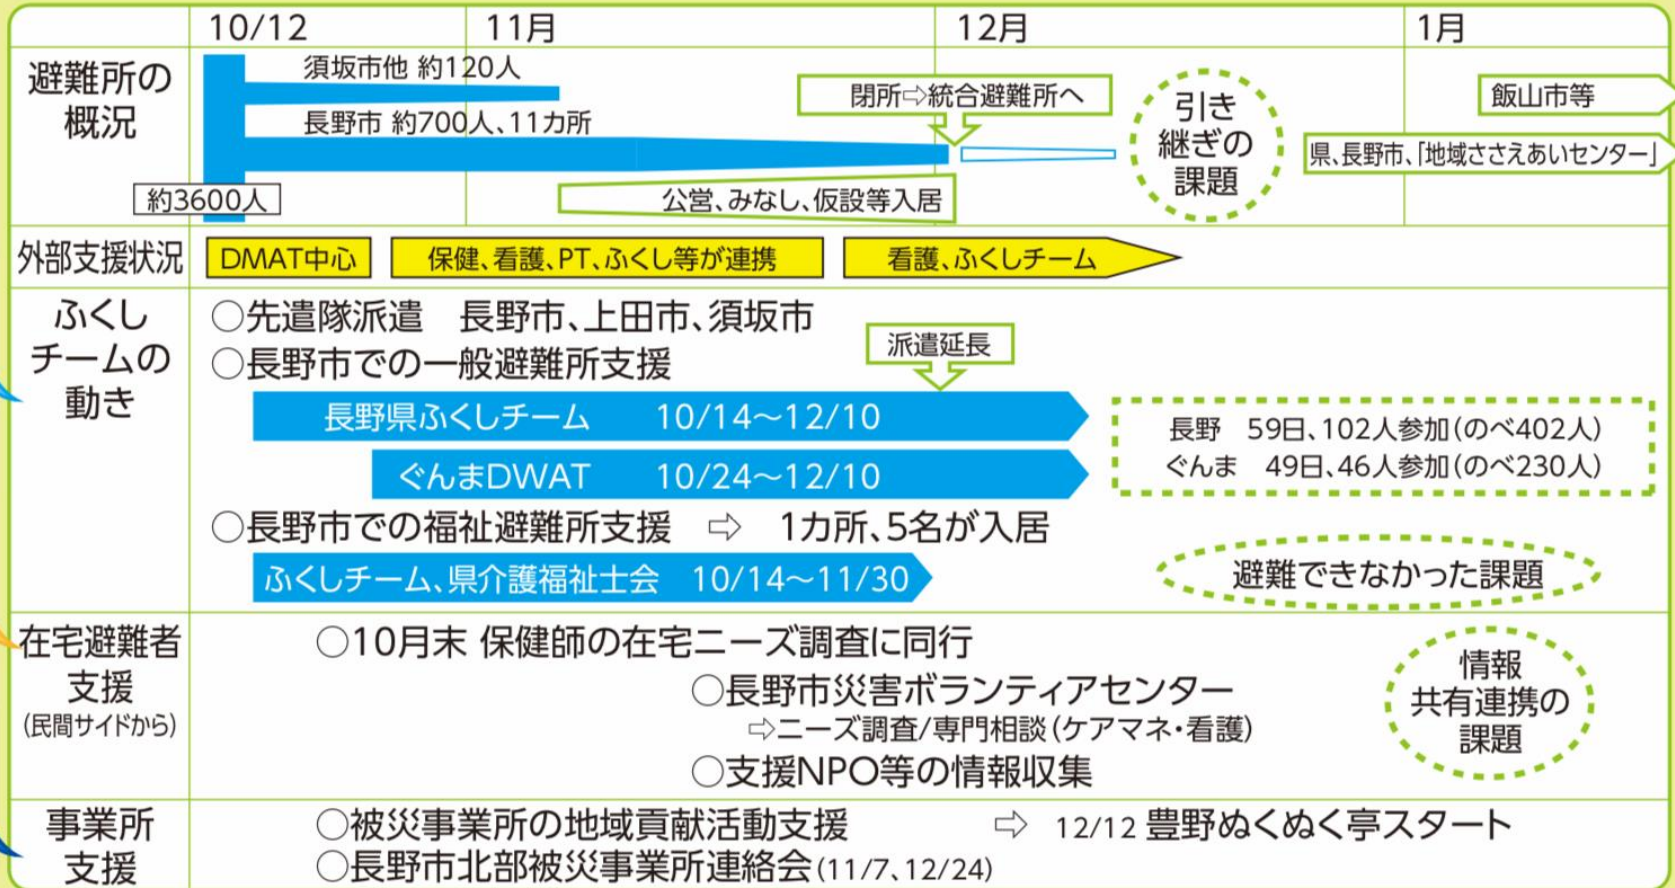 10/12
11月
12月
1月
避難所の
概況
須坂市他 約120人
長野市 約700人、11カ所
約3600人
閉所⇨統合避難所へ
公営、みなし、仮設等入居
引き
継ぎの
課題
飯山市等
県、長野市、「地域ささえあいセンター」
外部支援状況
DMAT中心
保健、看護、PT、ふくし等が連携
看護、ふくしチーム
ふくし
チームの
動き
○先遣隊派遣　長野市、上田市、須坂市
○長野市での一般避難所支援
派遣延長
長野県ふくしチーム　10/14～12/10
ぐんまDWAT　10/24～12/10
長野　59日、102人参加(のべ402人)
ぐんま　49日、46人参加(のべ230人)
○長野市での福祉避難所支援　⇨　1カ所、5名が入居
ふくしチーム、県介護福祉士会　10/14～11/30
避難できなかった課題
在宅避難者
支援
(民間サイドから)
○10月末 保健師の在宅ニーズ調査に同行
○長野市災害ボランティアセンター
⇨ニーズ調査/専門相談(ケアマネ・看護)
○支援NPO等の情報収集
情報
共有連携の
課題
事業所
支援
○被災事業所の地域貢献活動支援　⇨　12/12 豊野ぬくぬく亭スタート
○長野市北部被災事業所連絡会(11/7、12/24)